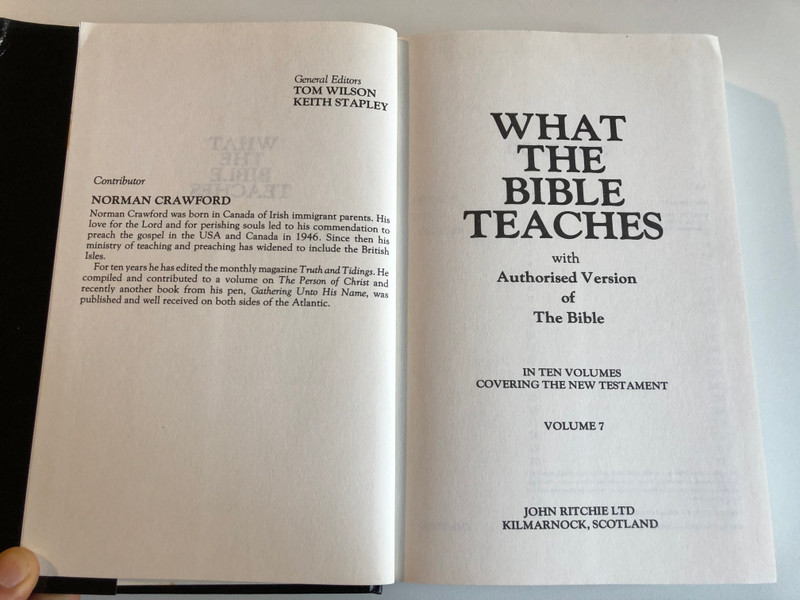 General Editors
TOM WILSON
KEITH STAPLEY
Contributor
NORMAN CRAWFORD
Norman Crawford was born in Canada of Irish immigrant parents. His
love for the Lord and for perishing souls led to his commendation to
preach the gospel in the USA and Canada in 1946. Since then his
ministry of teaching and preaching has widened to include the British
Isles.
For ten years he has edited the monthly magazine Truth and Tidings. He
compiled and contributed to a volume on The Person of Christ and
recently another book from his pen, Gathering Unto His Name, was
published and well received on both sides of the Atlantic.
WHAT
THE
BIBLE
TEACHES
with
Authorised Version
of
The Bible
IN TEN VOLUMES
COVERING THE NEW TESTAMENT
VOLUME 7
JOHN RITCHIE LTD
KILMARNOCK, SCOTLAND